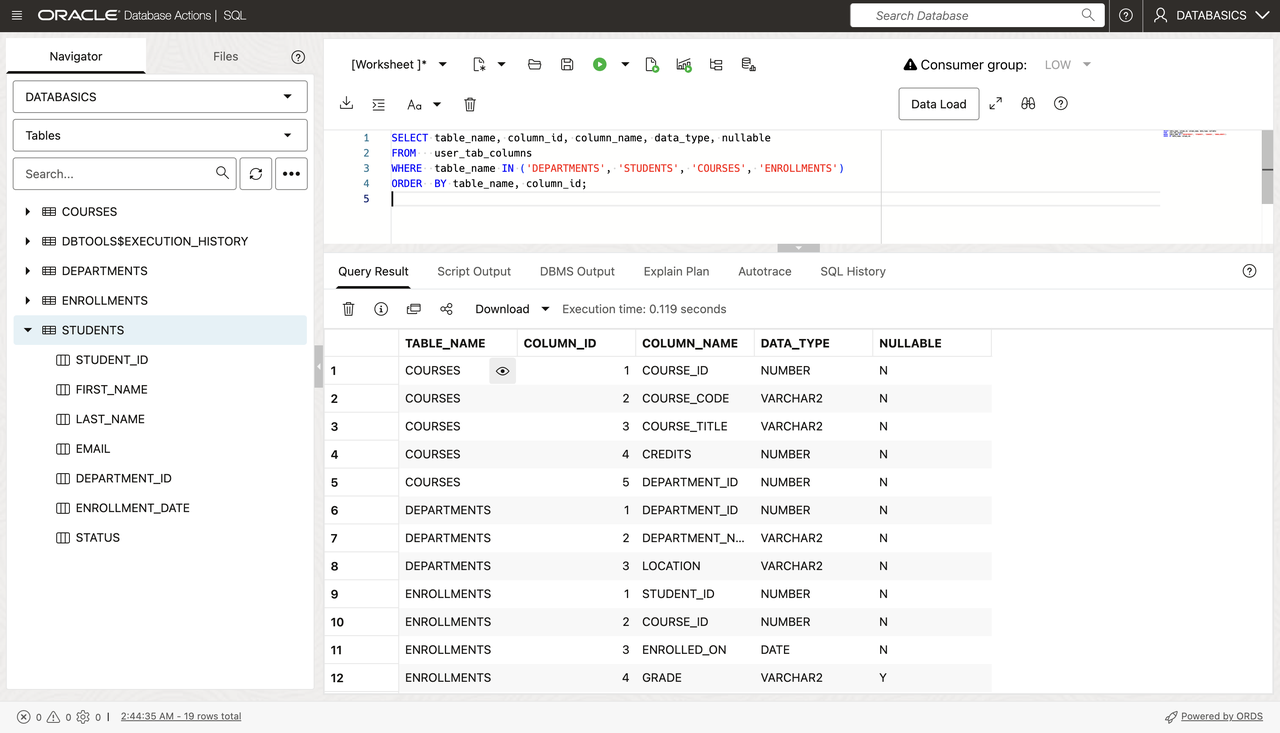 ORACLE Database Actions | SQL
Search Database
DATABASICS
Navigator
Files
DATABASICS
Tables
Search...
COURSES
DBTOOLS$EXECUTION_HISTORY
DEPARTMENTS
ENROLLMENTS
STUDENTS
STUDENT_ID
FIRST_NAME
LAST_NAME
EMAIL
DEPARTMENT_ID
ENROLLMENT_DATE
STATUS
[Worksheet ]*
Consumer group: LOW
Aa
Data Load
1 SELECT table_name, column_id, column_name, data_type, nullable
2 FROM user_tab_columns
3 WHERE table_name IN ('DEPARTMENTS', 'STUDENTS', 'COURSES', 'ENROLLMENTS')
4 ORDER BY table_name, column_id;
5
Query Result Script Output DBMS Output Explain Plan Autotrace SQL History
Download Execution time: 0.119 seconds
TABLE_NAME COLUMN_ID COLUMN_NAME DATA_TYPE NULLABLE
1 COURSES 1 COURSE_ID NUMBER N
2 COURSES 2 COURSE_CODE VARCHAR2 N
3 COURSES 3 COURSE_TITLE VARCHAR2 N
4 COURSES 4 CREDITS NUMBER N
5 COURSES 5 DEPARTMENT_ID NUMBER N
6 DEPARTMENTS 1 DEPARTMENT_ID NUMBER N
7 DEPARTMENTS 2 DEPARTMENT_N... VARCHAR2 N
8 DEPARTMENTS 3 LOCATION VARCHAR2 N
9 ENROLLMENTS 1 STUDENT_ID NUMBER N
10 ENROLLMENTS 2 COURSE_ID NUMBER N
11 ENROLLMENTS 3 ENROLLED_ON DATE N
12 ENROLLMENTS 4 GRADE VARCHAR2 Y
0 0 0 | 2:44:35 AM - 19 rows total
Powered by ORDS